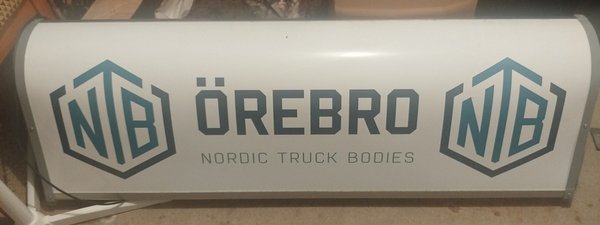 NTB
ÖREBRO
NTB
NORDIC TRUCK BODIES